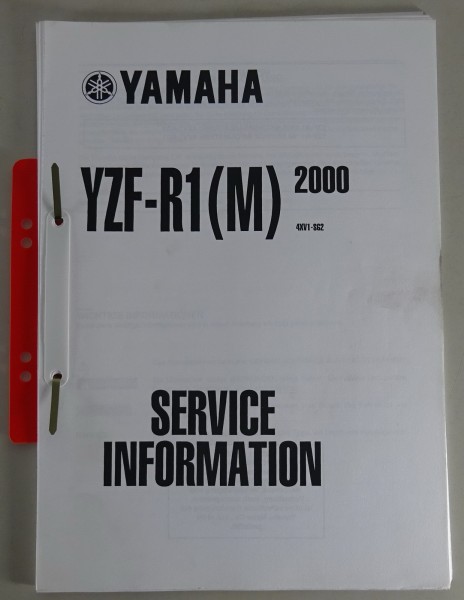 YAMAHA
YZF-R1(M) 2000
4XV1-SG2
SERVICE
INFORMATION